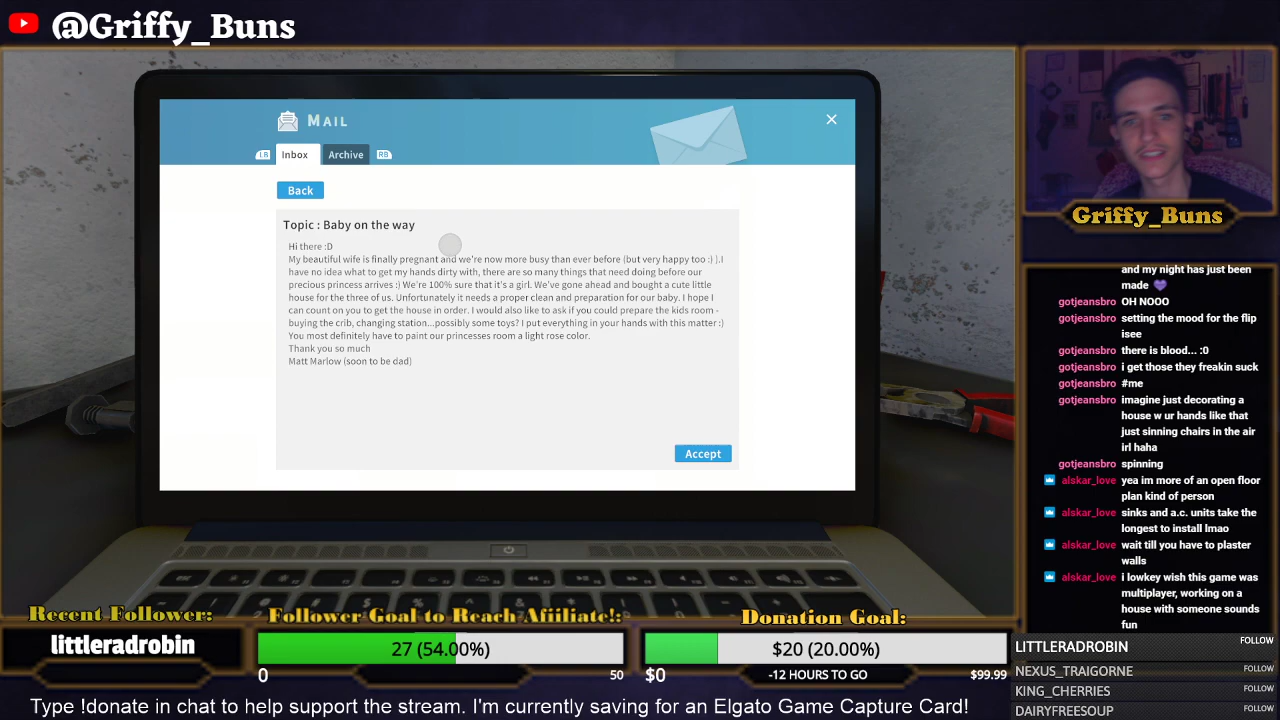 @Griffy_Buns
MAIL
LB Inbox Archive RB
Back
Topic : Baby on the way
Hi there :D
My beautiful wife is finally pregnant and we're now more busy than ever before (but very happy too :) ).I
have no idea what to get my hands dirty with, there are so many things that need doing before our
precious princess arrives :) We're 100% sure that it's a girl. We've gone ahead and bought a cute little
house for the three of us. Unfortunately it needs a proper clean and preparation for our baby. I hope I
can count on you to get the house in order. I would also like to ask if you could prepare the kids room -
buying the crib, changing station...possibly some toys? I put everything in your hands with this matter :)
You most definitely have to paint our princesses room a light rose color.
Thank you so much
Matt Marlow (soon to be dad)
Accept
Griffy_Buns
and my night has just been
made 💜
gotjeansbro OH NOOO
gotjeansbro setting the mood for the flip
isee
gotjeansbro there is blood... :0
gotjeansbro i get those they freakin suck
gotjeansbro #me
gotjeansbro imagine just decorating a
house w ur hands like that
just sinning chairs in the air
irl haha
gotjeansbro spinning
alskar_love yea im more of an open floor
plan kind of person
alskar_love sinks and a.c. units take the
longest to install lmao
alskar_love wait till you have to plaster
walls
alskar_love i lowkey wish this game was
multiplayer, working on a
house with someone sounds
fun
Recent Follower:
littleradrobin
Follower Goal to Reach Afiiliate!:
27 (54.00%)
0 50
Donation Goal:
$20 (20.00%)
$0 -12 HOURS TO GO $99.99
LITTLERADROBIN FOLLOW
NEXUS_TRAIGORNE FOLLOW
KING_CHERRIES FOLLOW
DAIRYFREESOUP FOLLOW
Type !donate in chat to help support the stream. I'm currently saving for an Elgato Game Capture Card!